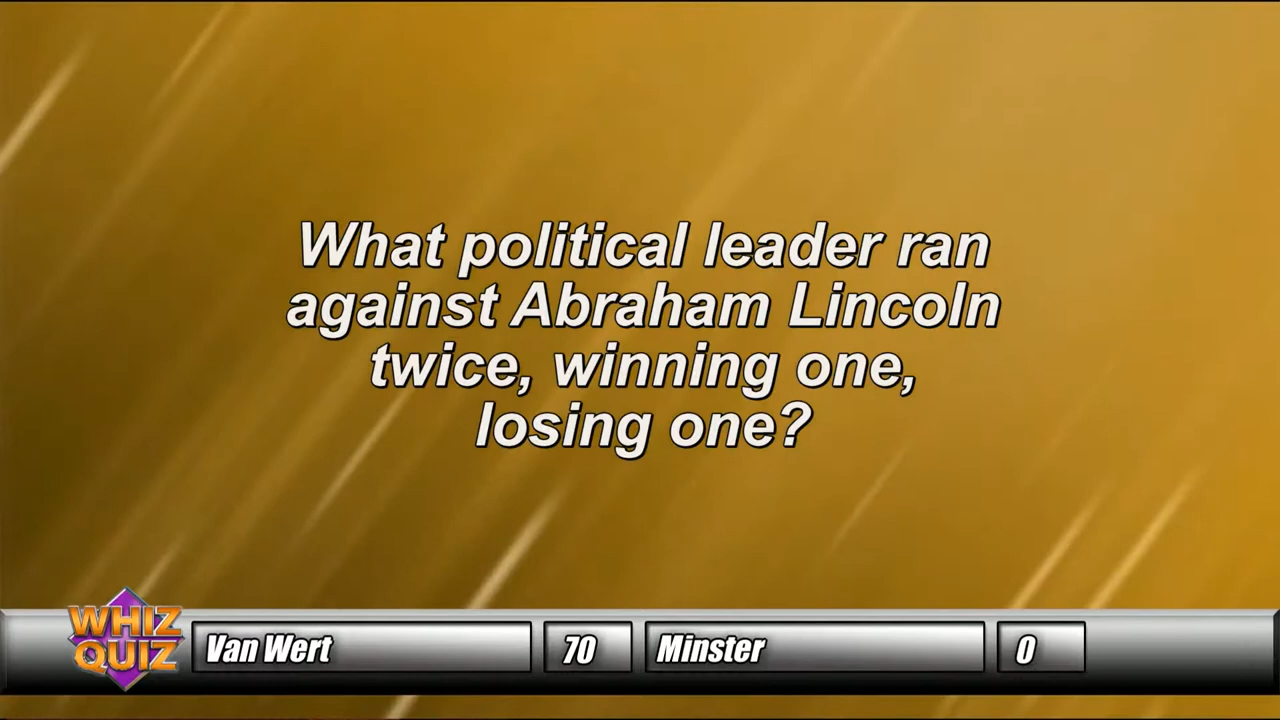 What political leader ran
against Abraham Lincoln
twice, winning one,
losing one?
WHIZ
QUIZ
Van Wert 70 Minster 0